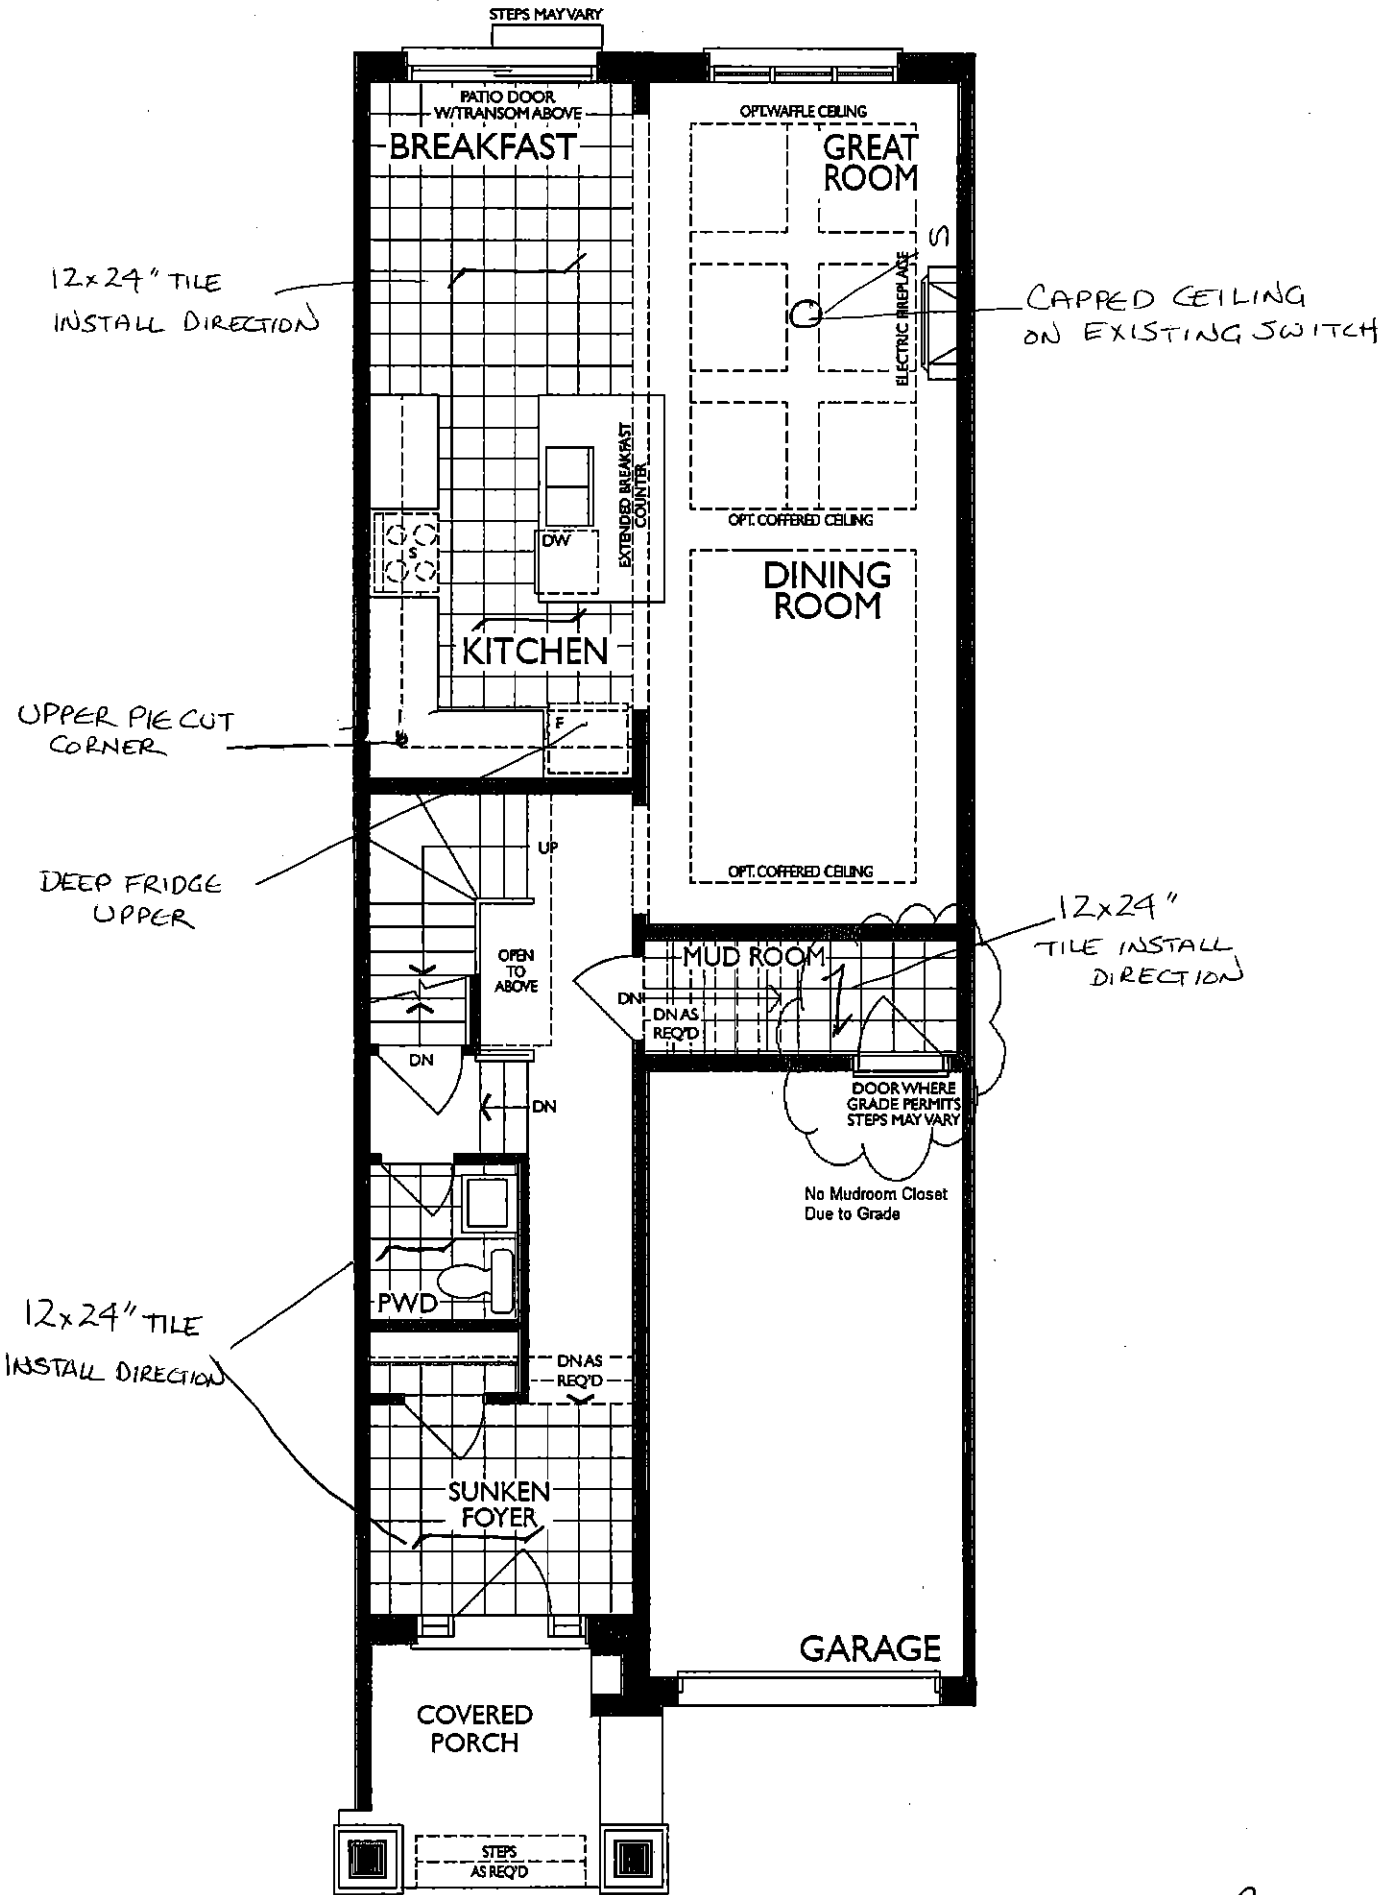 STEPS MAY VARY
PATIO DOOR
W/TRANSOM ABOVE
BREAKFAST
OPT.WAFFLE CEILING
GREAT
ROOM
12x24" TILE
INSTALL DIRECTION
S
ELECTRIC FIREPLACE
CAPPED CEILING
ON EXISTING SWITCH
EXTENDED BREAKFAST
COUNTER
OPT. COFFERED CEILING
DW
S
DINING
ROOM
KITCHEN
UPPER PIE CUT
CORNER
F
DEEP FRIDGE
UPPER
UP
OPT. COFFERED CEILING
12x24"
TILE INSTALL
DIRECTION
OPEN
TO
ABOVE
MUD ROOM
DN
DN AS
REQ'D
DN
DN
DOOR WHERE
GRADE PERMITS
STEPS MAY VARY
No Mudroom Closet
Due to Grade
PWD
12x24" TILE
INSTALL DIRECTION
DN AS
REQ'D
SUNKEN
FOYER
GARAGE
COVERED
PORCH
STEPS
AS REQ'D